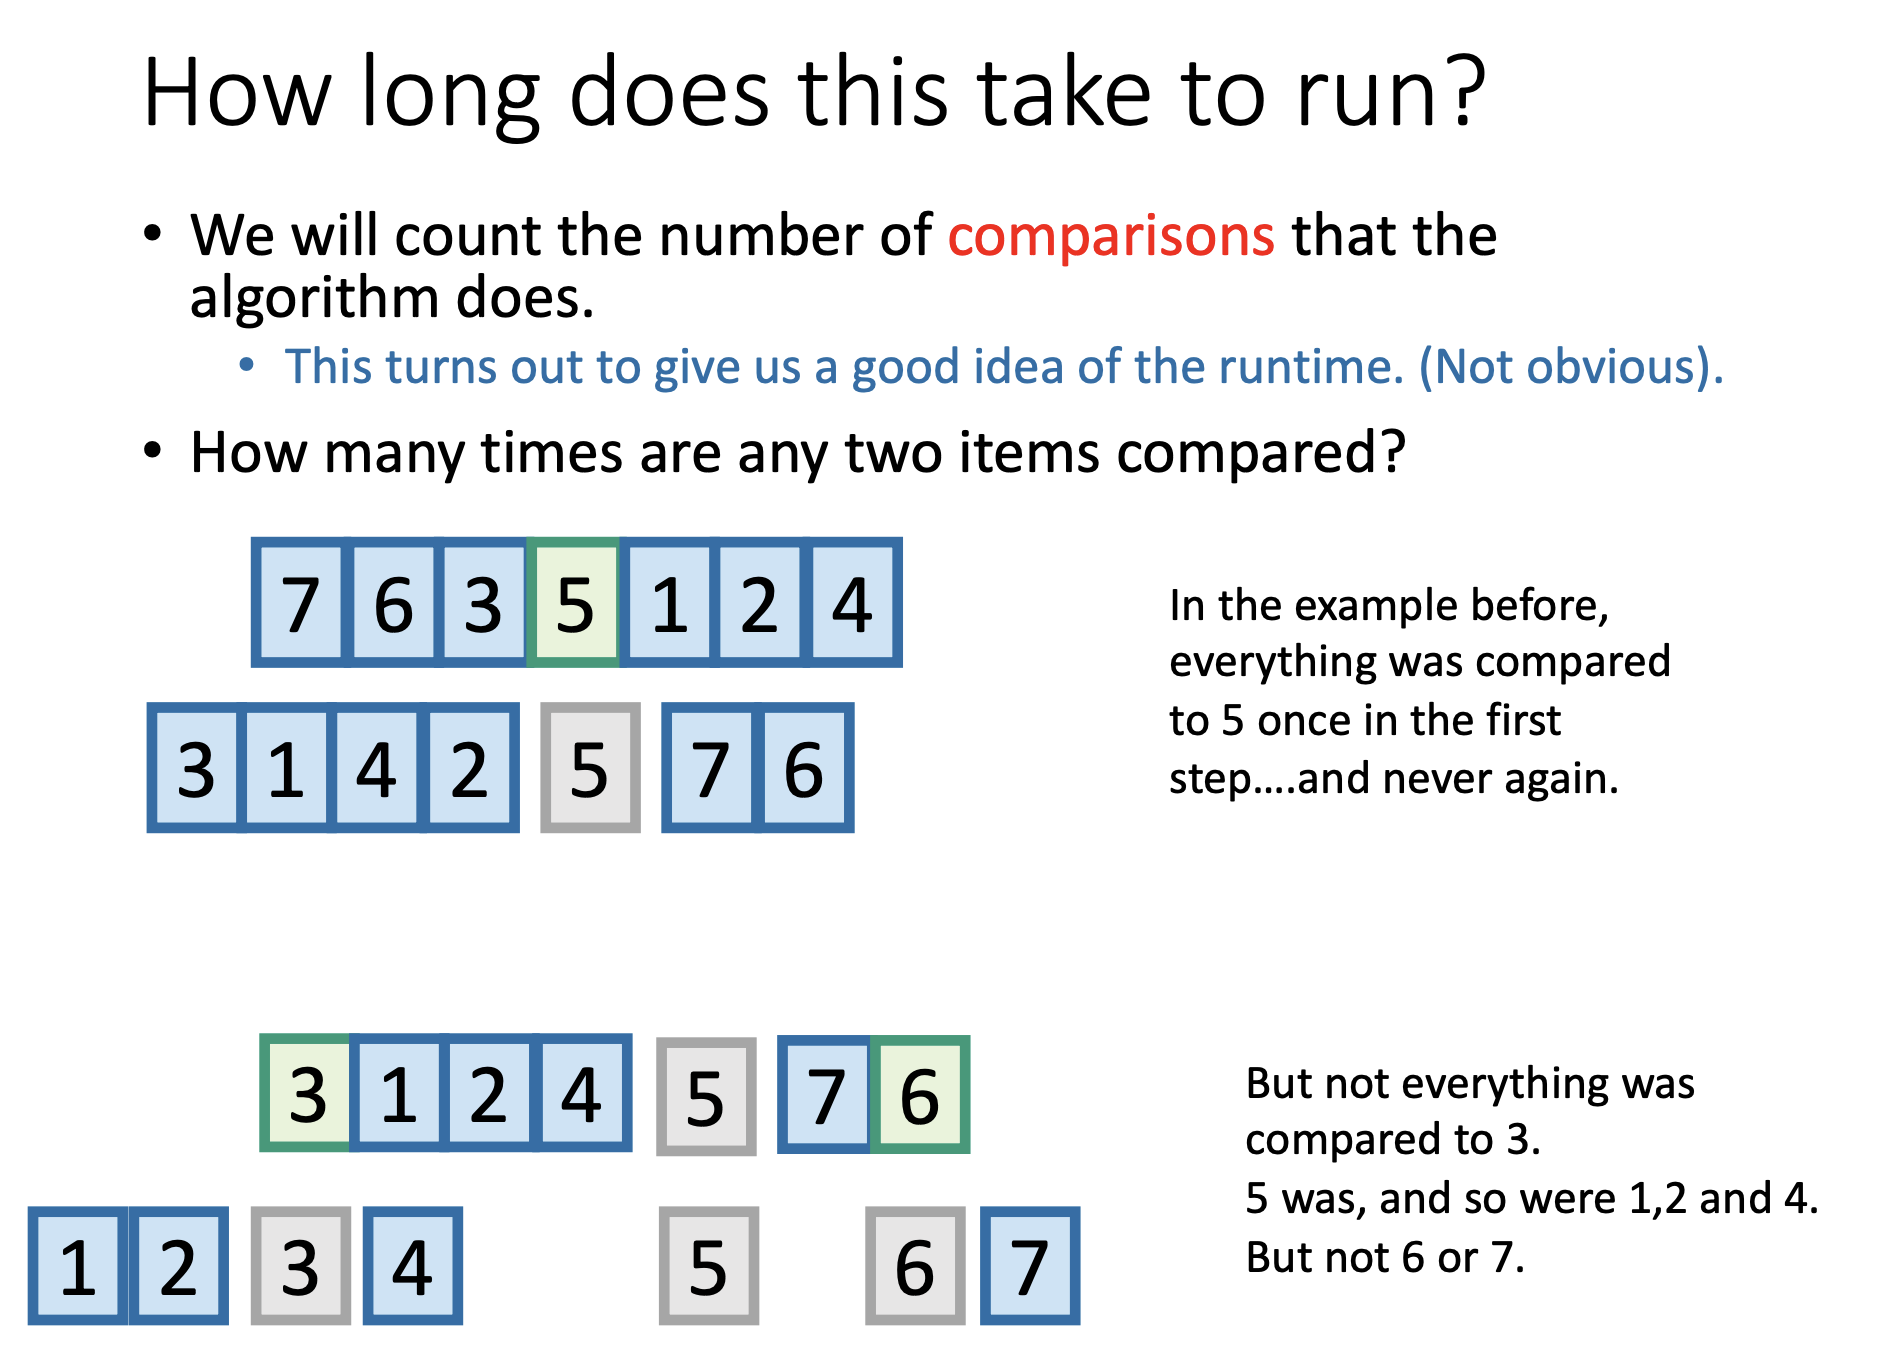 How long does this take to run?
• We will count the number of comparisons that the
algorithm does.
• This turns out to give us a good idea of the runtime. (Not obvious).
• How many times are any two items compared?
7 6 3 5 1 2 4
In the example before,
everything was compared
to 5 once in the first
step....and never again.
3 1 4 2 5 7 6
3 1 2 4 5 7 6
But not everything was
compared to 3.
5 was, and so were 1,2 and 4.
But not 6 or 7.
1 2 3 4 5 6 7